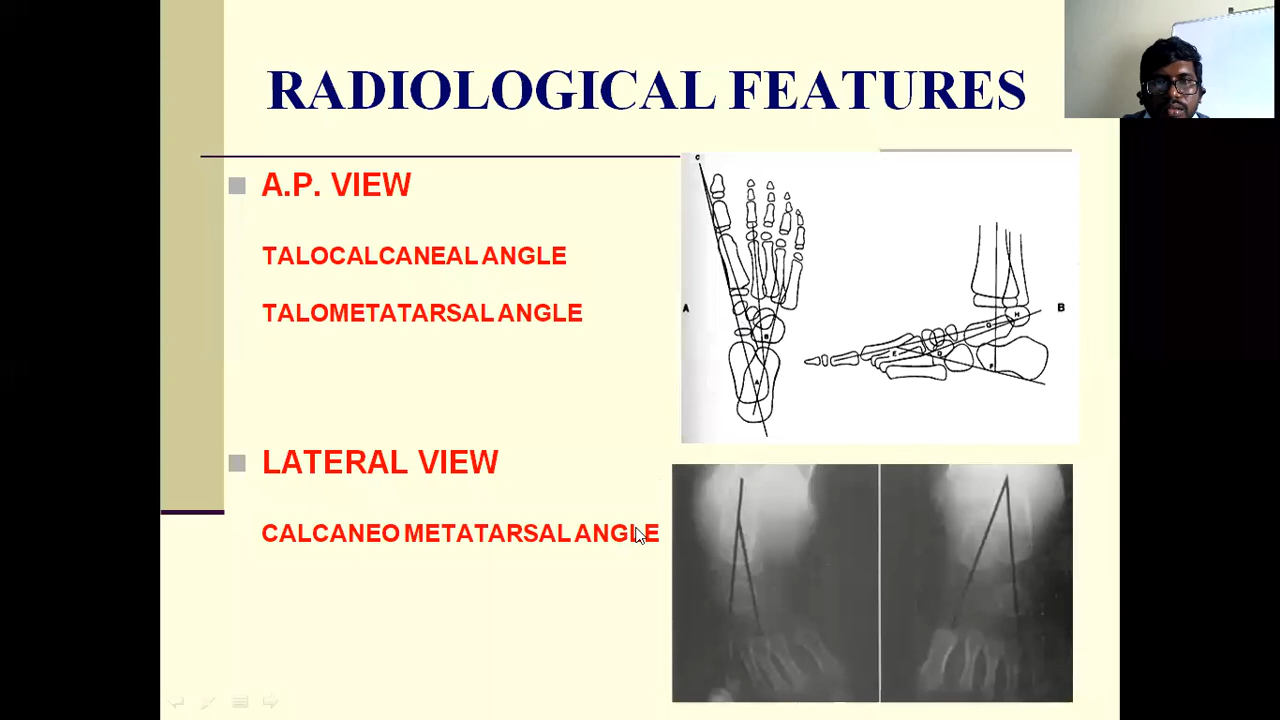 RADIOLOGICAL FEATURES
A.P. VIEW
TALOCALCANEAL ANGLE
TALOMETATARSAL ANGLE
LATERAL VIEW
CALCANEO METATARSAL ANGLE
C
A
B
A
B
H
G
E
D
F